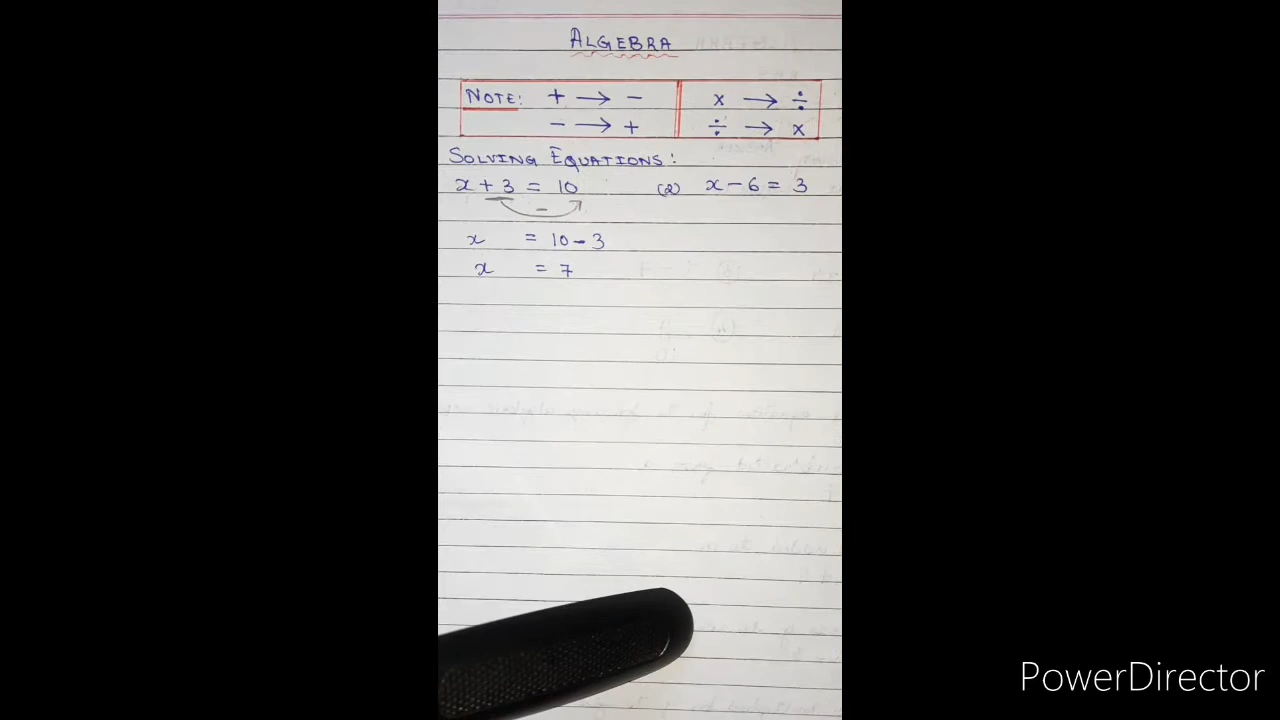 ALGEBRA
NOTE: + → - x → ÷
- → + ÷ → x
SOLVING EQUATIONS:
x + 3 = 10 (2) x - 6 = 3
-
x = 10 - 3
x = 7
PowerDirector